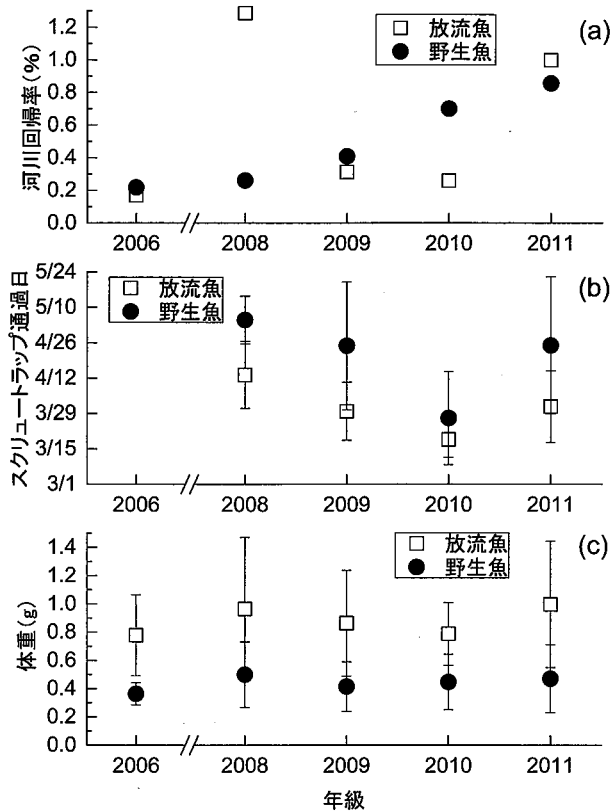 (a)
放流魚
野生魚
河川回帰率(%)
1.2
1.0
0.8
0.6
0.4
0.2
0.0
2006
2008
2009
2010
2011
(b)
放流魚
野生魚
スクリュートラップ通過日
5/24
5/10
4/26
4/12
3/29
3/15
3/1
2006
2008
2009
2010
2011
(c)
放流魚
野生魚
体重(g)
1.4
1.2
1.0
0.8
0.6
0.4
0.2
0.0
2006
2008
2009
2010
2011
年級